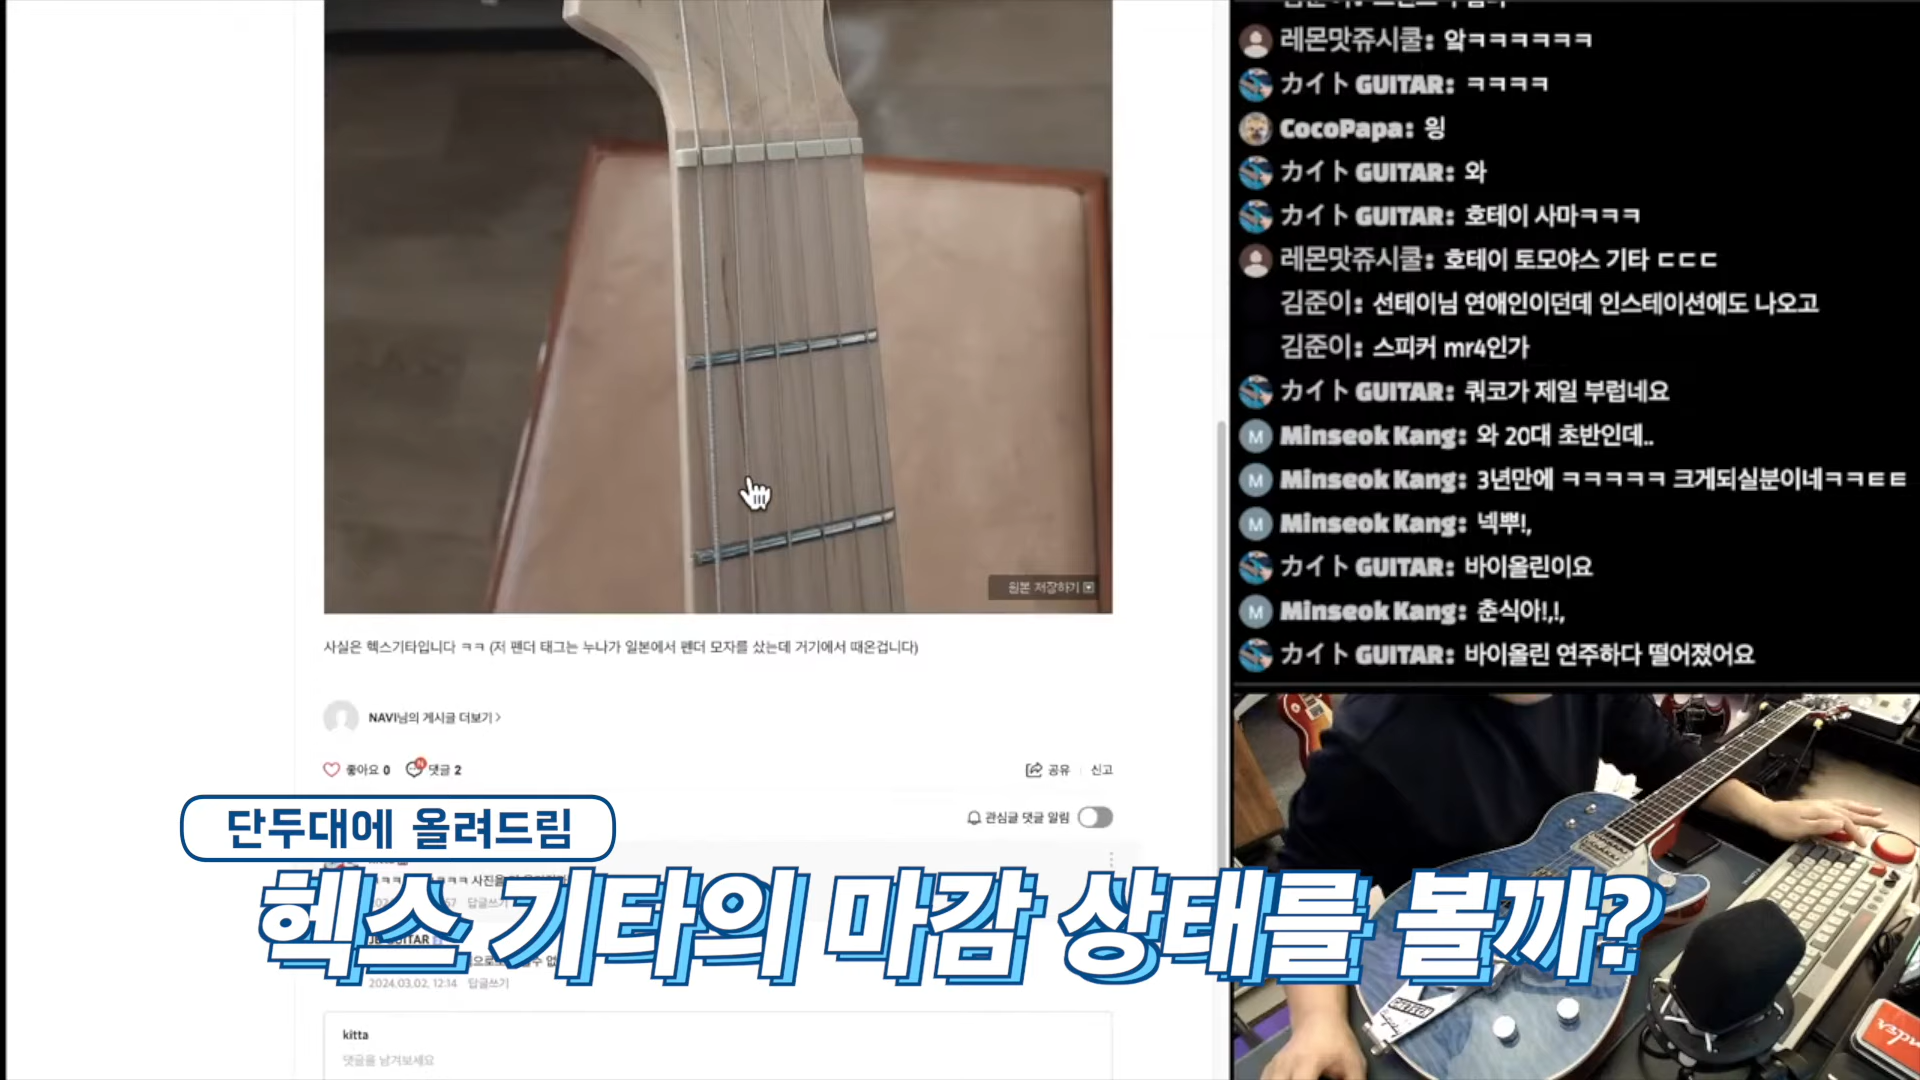 원본 저장하기
사실은 헥스기타입니다 ㅋㅋ (저 펜더 태그는 누나가 일본에서 펜더 모자를 샀는데 거기에서 때온겁니다)
NAVI님의 게시글 더보기 >
좋아요 0 댓글 2
공유 신고
관심글 댓글 알림
단두대에 올려드림
헥스 기타의 마감 상태를 볼까?
답글쓰기
2024.03.02. 12:14 답글쓰기
kitta
댓글을 남겨보세요
레몬맛쥬시쿨: 앜ㅋㅋㅋㅋㅋㅋ
カイト GUITAR: ㅋㅋㅋㅋ
CocoPapa: 윙
カイト GUITAR: 와
カイト GUITAR: 호테이 사마ㅋㅋㅋ
레몬맛쥬시쿨: 호테이 토모야스 기타 ㄷㄷㄷ
김준이: 선테이님 연애인이던데 인스테이션에도 나오고
김준이: 스피커 mr4인가
カイト GUITAR: 쿼코가 제일 부럽네요
Minseok Kang: 와 20대 초반인데..
Minseok Kang: 3년만에 ㅋㅋㅋㅋㅋ 크게되실분이네ㅋㅋㅌㅌ
Minseok Kang: 넥뿌!,
カイト GUITAR: 바이올린이요
Minseok Kang: 춘식아!,!,
カイト GUITAR: 바이올린 연주하다 떨어졌어요
GRETSCH